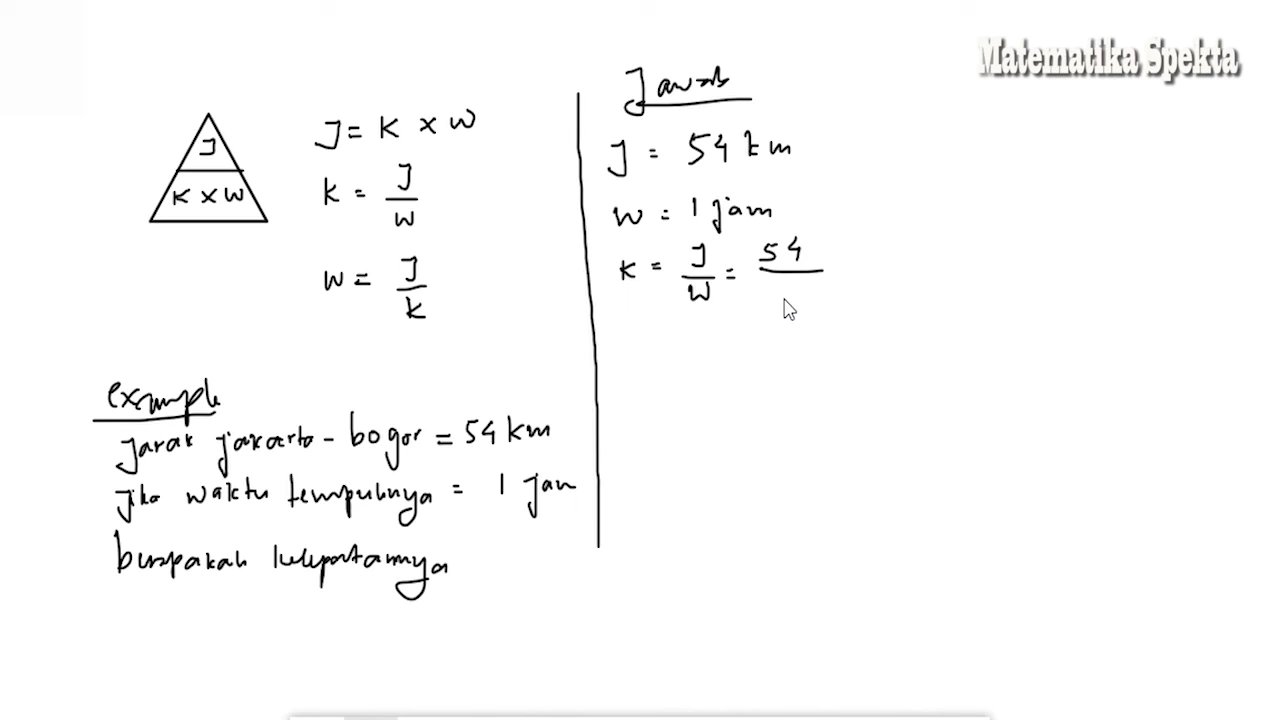 Matematika Spekta
J
K X W
J = K X W
K = J / W
W = J / K
example
Jarak jakarta - bogor = 54 km
jika waktu tempuhnya = 1 jam
berapakah kecepatannya
Jawab
J = 54 km
W = 1 jam
K = J / W = 54